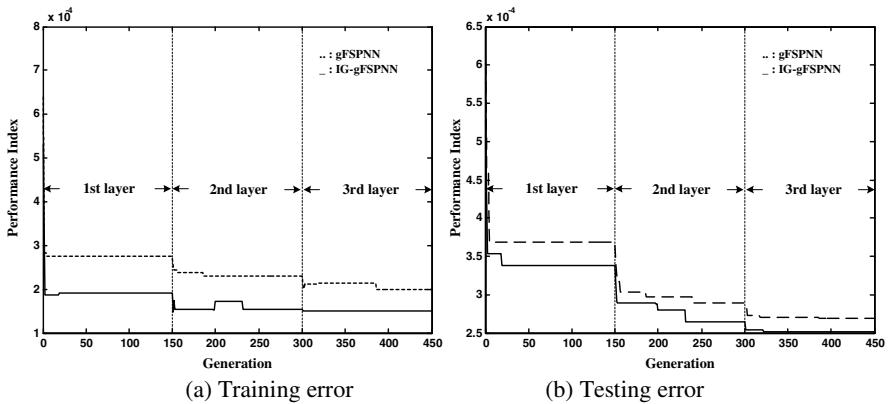 x 10⁻⁴
8
7
6
5
4
3
2
1
Performance Index
.. : gFSPNN
_ : IG-gFSPNN
1st layer
2nd layer
3rd layer
0 50 100 150 200 250 300 350 400 450
Generation
(a) Training error
x 10⁻⁴
6.5
6
5.5
5
4.5
4
3.5
3
2.5
Performance Index
.. : gFSPNN
_ : IG-gFSPNN
1st layer
2nd layer
3rd layer
0 50 100 150 200 250 300 350 400 450
Generation
(b) Testing error